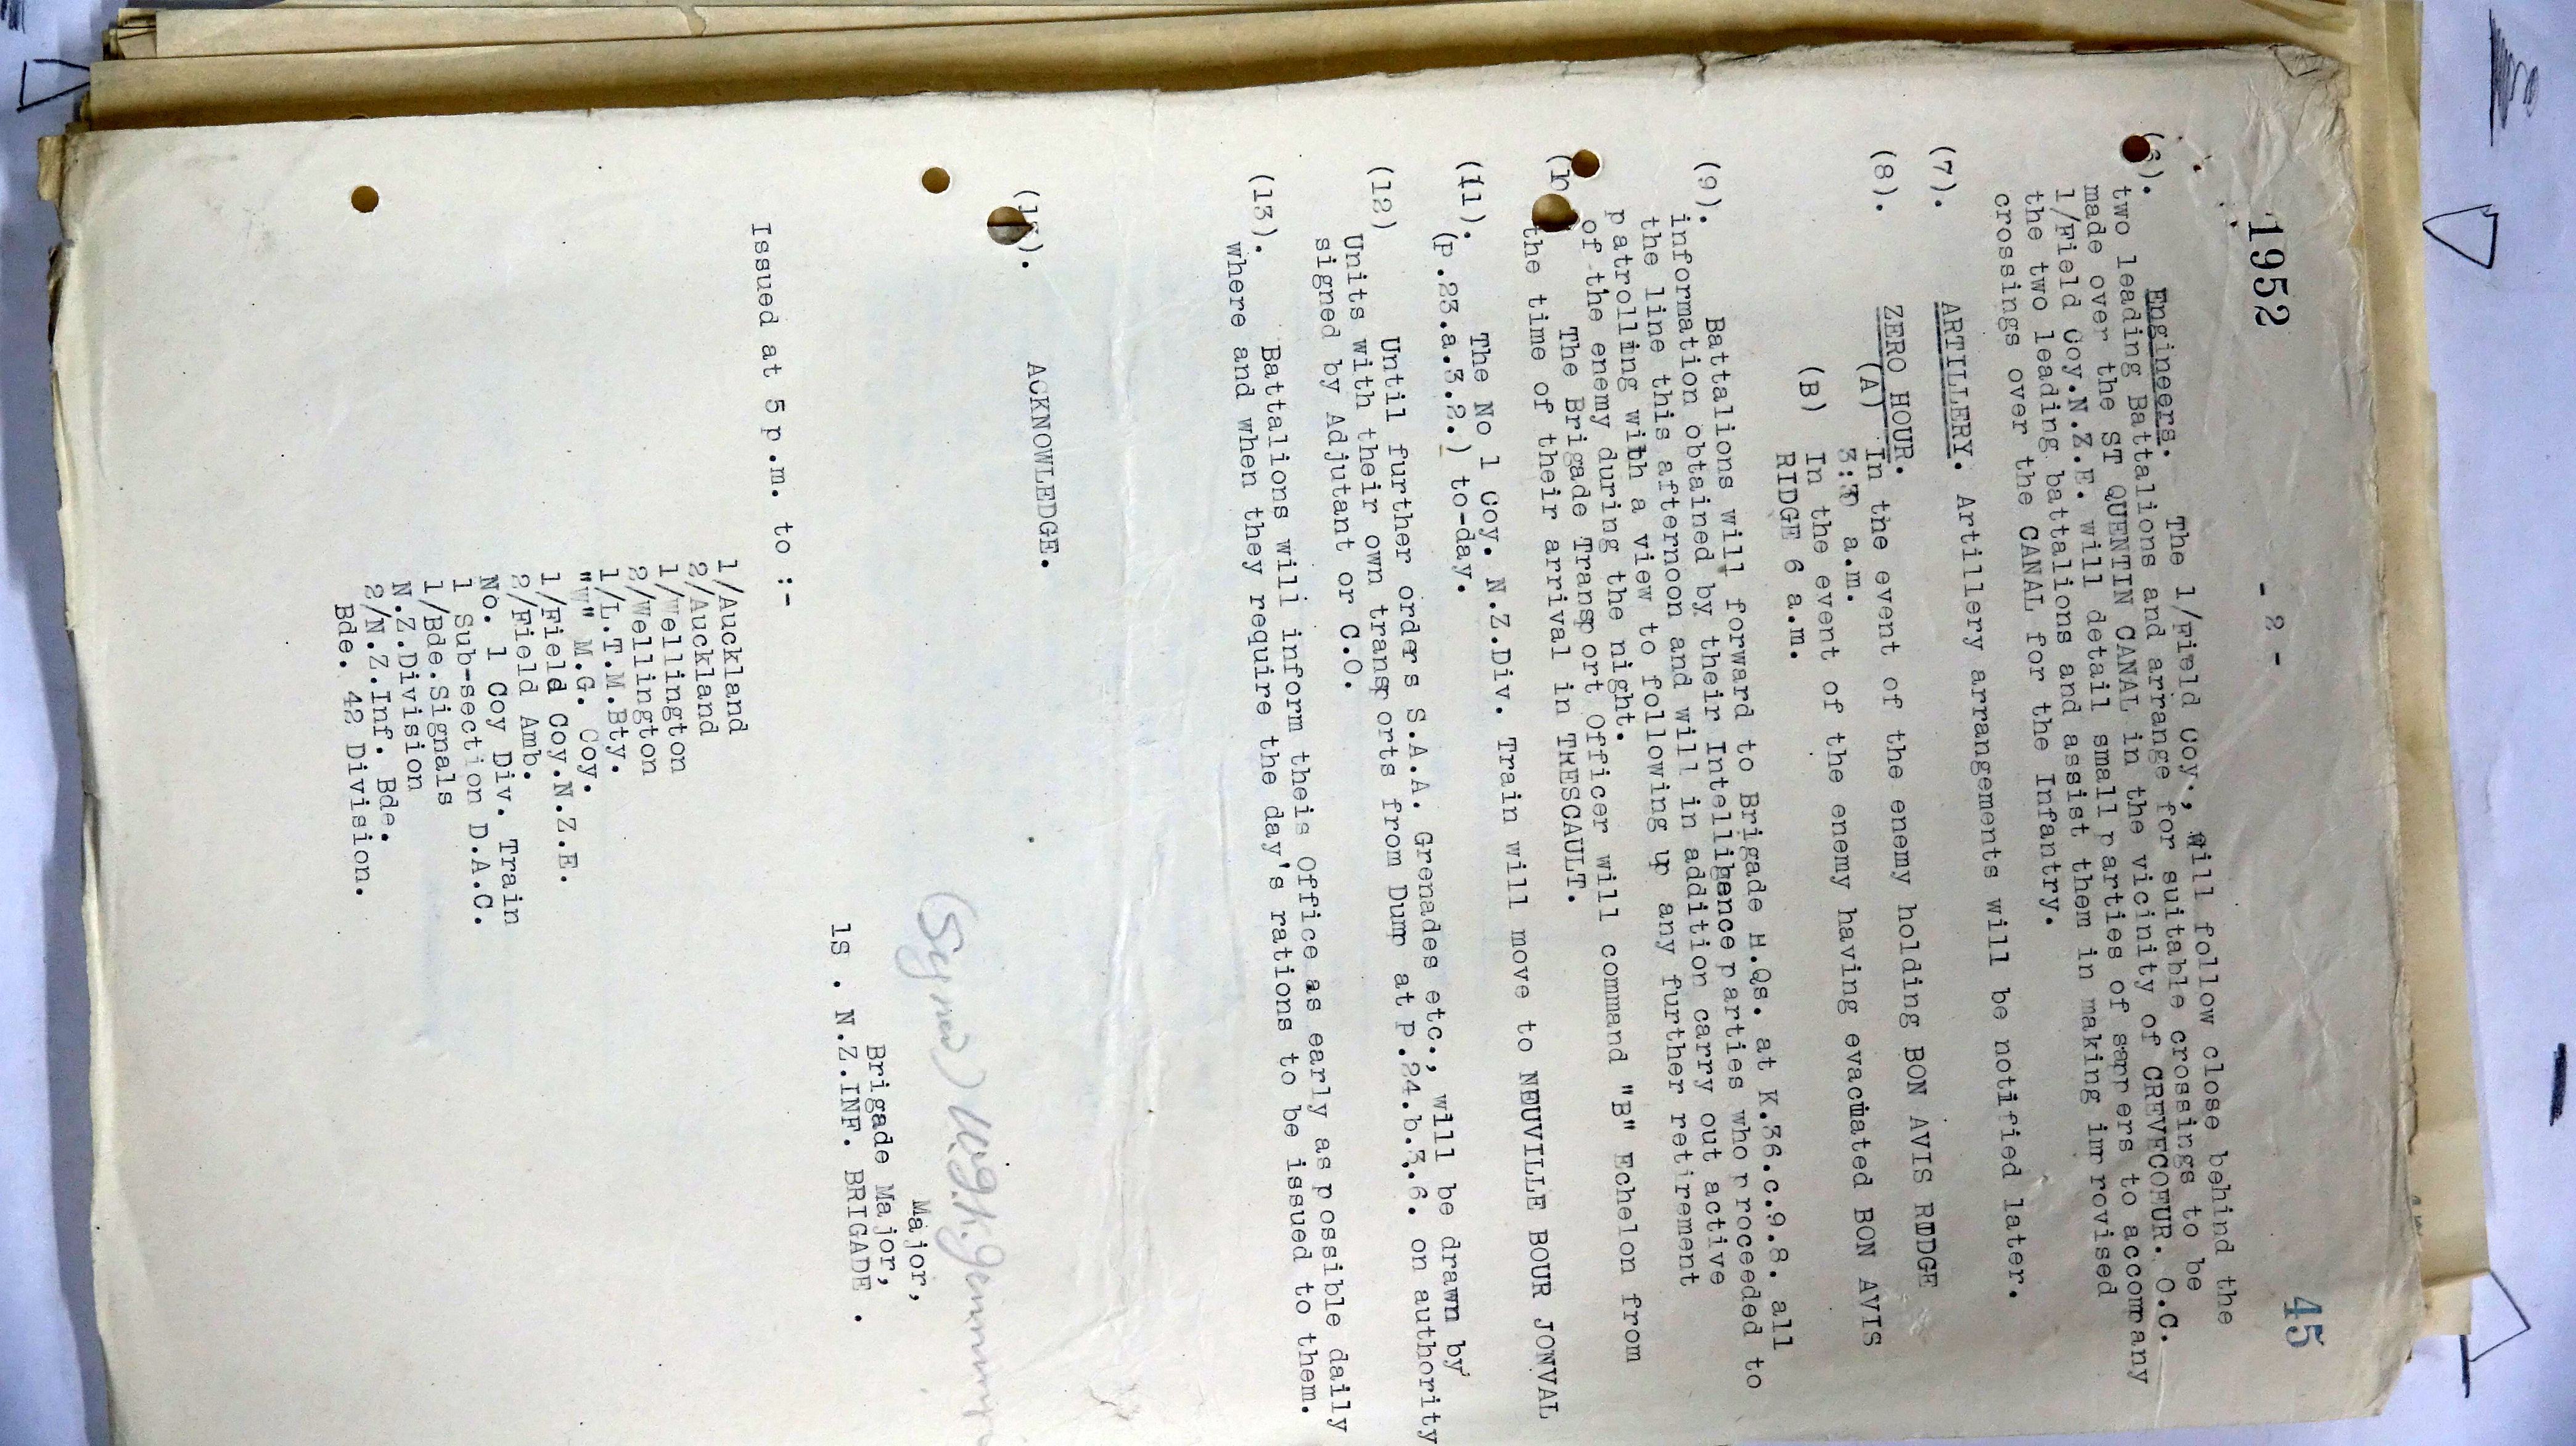 1952
45
- 2 -
(6). Engineers. The 1/Field Coy., will follow close behind the
two leading Battalions and arrange for suitable crossings to be
made over the ST QUENTIN CANAL in the vicinity of CREVECOEUR. O.C.
1/Field Coy.N.Z.E. will detail small parties of sappers to accompany
the two leading battalions and assist them in making improvised
crossings over the CANAL for the Infantry.
(7). ARTILLERY. Artillery arrangements will be notified later.
(8). ZERO HOUR.
(A) In the event of the enemy holding BON AVIS RIDGE
a.m.
(B) In the event of the enemy having evacuated BON AVIS
RIDGE 6 a.m.
(9). Battalions will forward to Brigade H.Qs. at K.36.c.9.8. all
information obtained by their Intelligence parties who proceeded to
the line this afternoon and will in addition carry out active
patrolling with a view to following up any further retirement
of the enemy during the night.
The Brigade Transport Officer will command "B" Echelon from
the time of their arrival in TRESCAULT.
(11). The No 1 Coy. N.Z.Div. Train will move to NEUVILLE BOUR JONVAL
(P.23.a.3.2.) to-day.
(12) Until further orders S.A.A. Grenades etc., will be drawn by
Units with their own transports from Dump at P.24.b.3.6. on authority
signed by Adjutant or C.O.
(13). Battalions will inform theis Office as early as possible daily
where and when they require the day's rations to be issued to them.
ACKNOWLEDGE.
(Signed) W.G.K.
Major,
Brigade Major,
1s . N.Z.INF. BRIGADE .
Issued at 5 p.m. to :-
1/Auckland
2/Auckland
1/Wellington
2/Wellington
1/L.T.M.Bty.
"W" M.G. Coy.
1/Field Coy.N.Z.E.
2/Field Amb.
No. 1 Coy Div. Train
1 Sub-section D.A.C.
1/Bde.Signals
N.Z.Division
2/N.Z.Inf. Bde.
Bde. 42 Division.